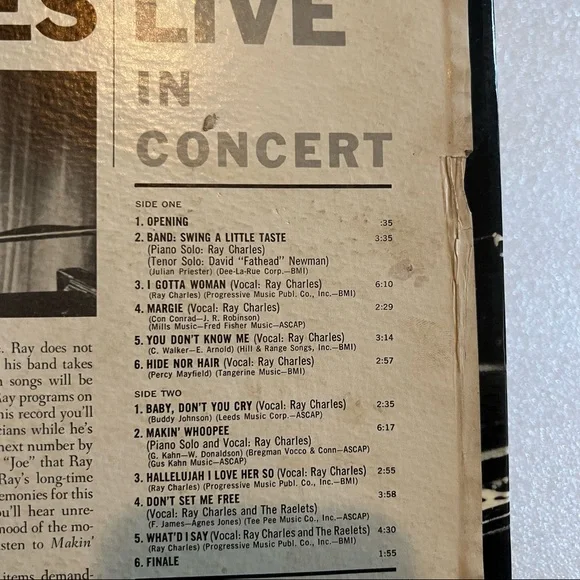 ES LIVE
IN
CONCERT
SIDE ONE
1. OPENING :35
2. BAND: SWING A LITTLE TASTE 3:35
(Piano Solo: Ray Charles)
(Tenor Solo: David "Fathead" Newman)
(Julian Priester) (Dee-La-Rue Corp.—BMI)
3. I GOTTA WOMAN (Vocal: Ray Charles) 6:10
(Ray Charles) (Progressive Music Publ. Co., Inc.—BMI)
4. MARGIE (Vocal: Ray Charles) 2:29
(Con Conrad—J. R. Robinson)
(Mills Music—Fred Fisher Music—ASCAP)
5. YOU DON'T KNOW ME (Vocal: Ray Charles) 3:14
(C. Walker—E. Arnold) (Hill & Range Songs, Inc.—BMI)
6. HIDE NOR HAIR (Vocal: Ray Charles) 2:57
(Percy Mayfield) (Tangerine Music—BMI)
SIDE TWO
1. BABY, DON'T YOU CRY (Vocal: Ray Charles) 2:35
(Buddy Johnson) (Leeds Music Corp.—ASCAP)
2. MAKIN' WHOOPEE 6:17
(Piano Solo and Vocal: Ray Charles)
(G. Kahn—W. Donaldson) (Bregman Vocco & Conn—ASCAP)
(Gus Kahn Music—ASCAP)
3. HALLELUJAH I LOVE HER SO (Vocal: Ray Charles) 2:55
(Ray Charles) (Progressive Music Publ. Co., Inc.—BMI)
4. DON'T SET ME FREE 3:58
(Vocal: Ray Charles and The Raelets)
(F. James—Agnes Jones) (Tee Pee Music Co., Inc.—ASCAP)
5. WHAT'D I SAY (Vocal: Ray Charles and The Raelets) 4:30
(Ray Charles) (Progressive Music Publ. Co., Inc.—BMI)
6. FINALE 1:55
. Ray does not
his band takes
n songs will be
Ray programs on
his record you'll
cians while he's
next number by
"Joe" that Ray
Ray's long-time
emonies for this
ou'll hear unre-
mood of the mo-
isten to Makin'
items demand-